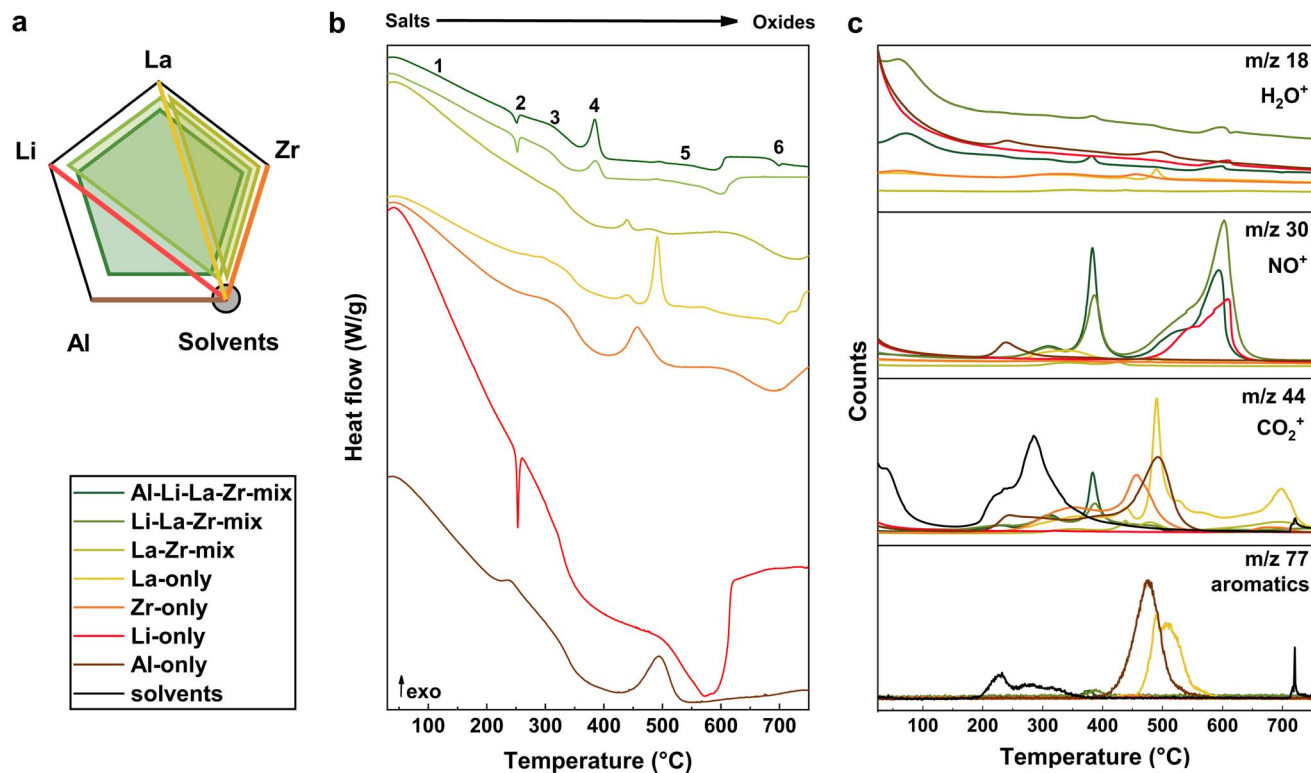 a
La
Li
Zr
Al
Solvents
Al-Li-La-Zr-mix
Li-La-Zr-mix
La-Zr-mix
La-only
Zr-only
Li-only
Al-only
solvents
b
Salts
Oxides
1
2
3
4
5
6
Heat flow (W/g)
exo
100 200 300 400 500 600 700
Temperature (°C)
c
m/z 18
H₂O⁺
m/z 30
NO⁺
m/z 44
CO₂⁺
m/z 77
aromatics
Counts
100 200 300 400 500 600 700
Temperature (°C)